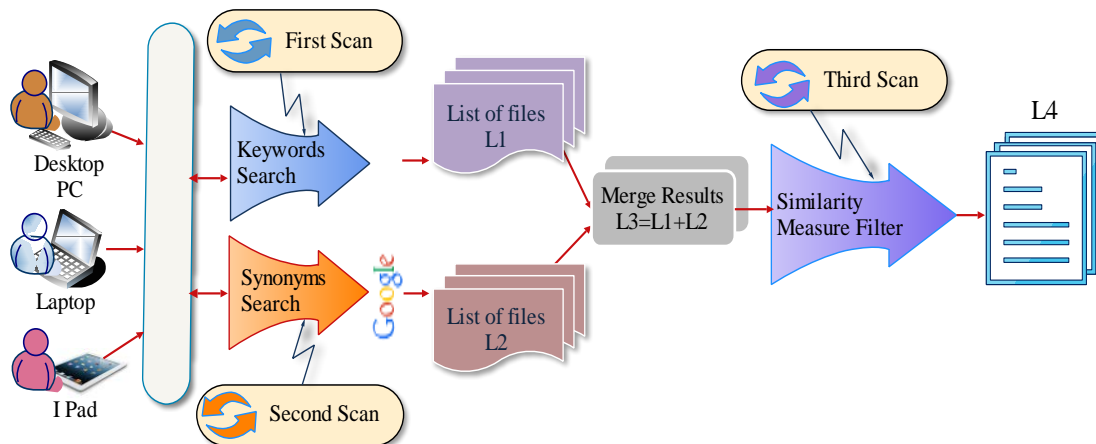 First Scan
Third Scan
L4
List of files
L1
Desktop
PC
Keywords
Search
Merge Results
L3=L1+L2
Similarity
Measure Filter
Laptop
Synonyms
Search
Google
List of files
L2
I Pad
Second Scan